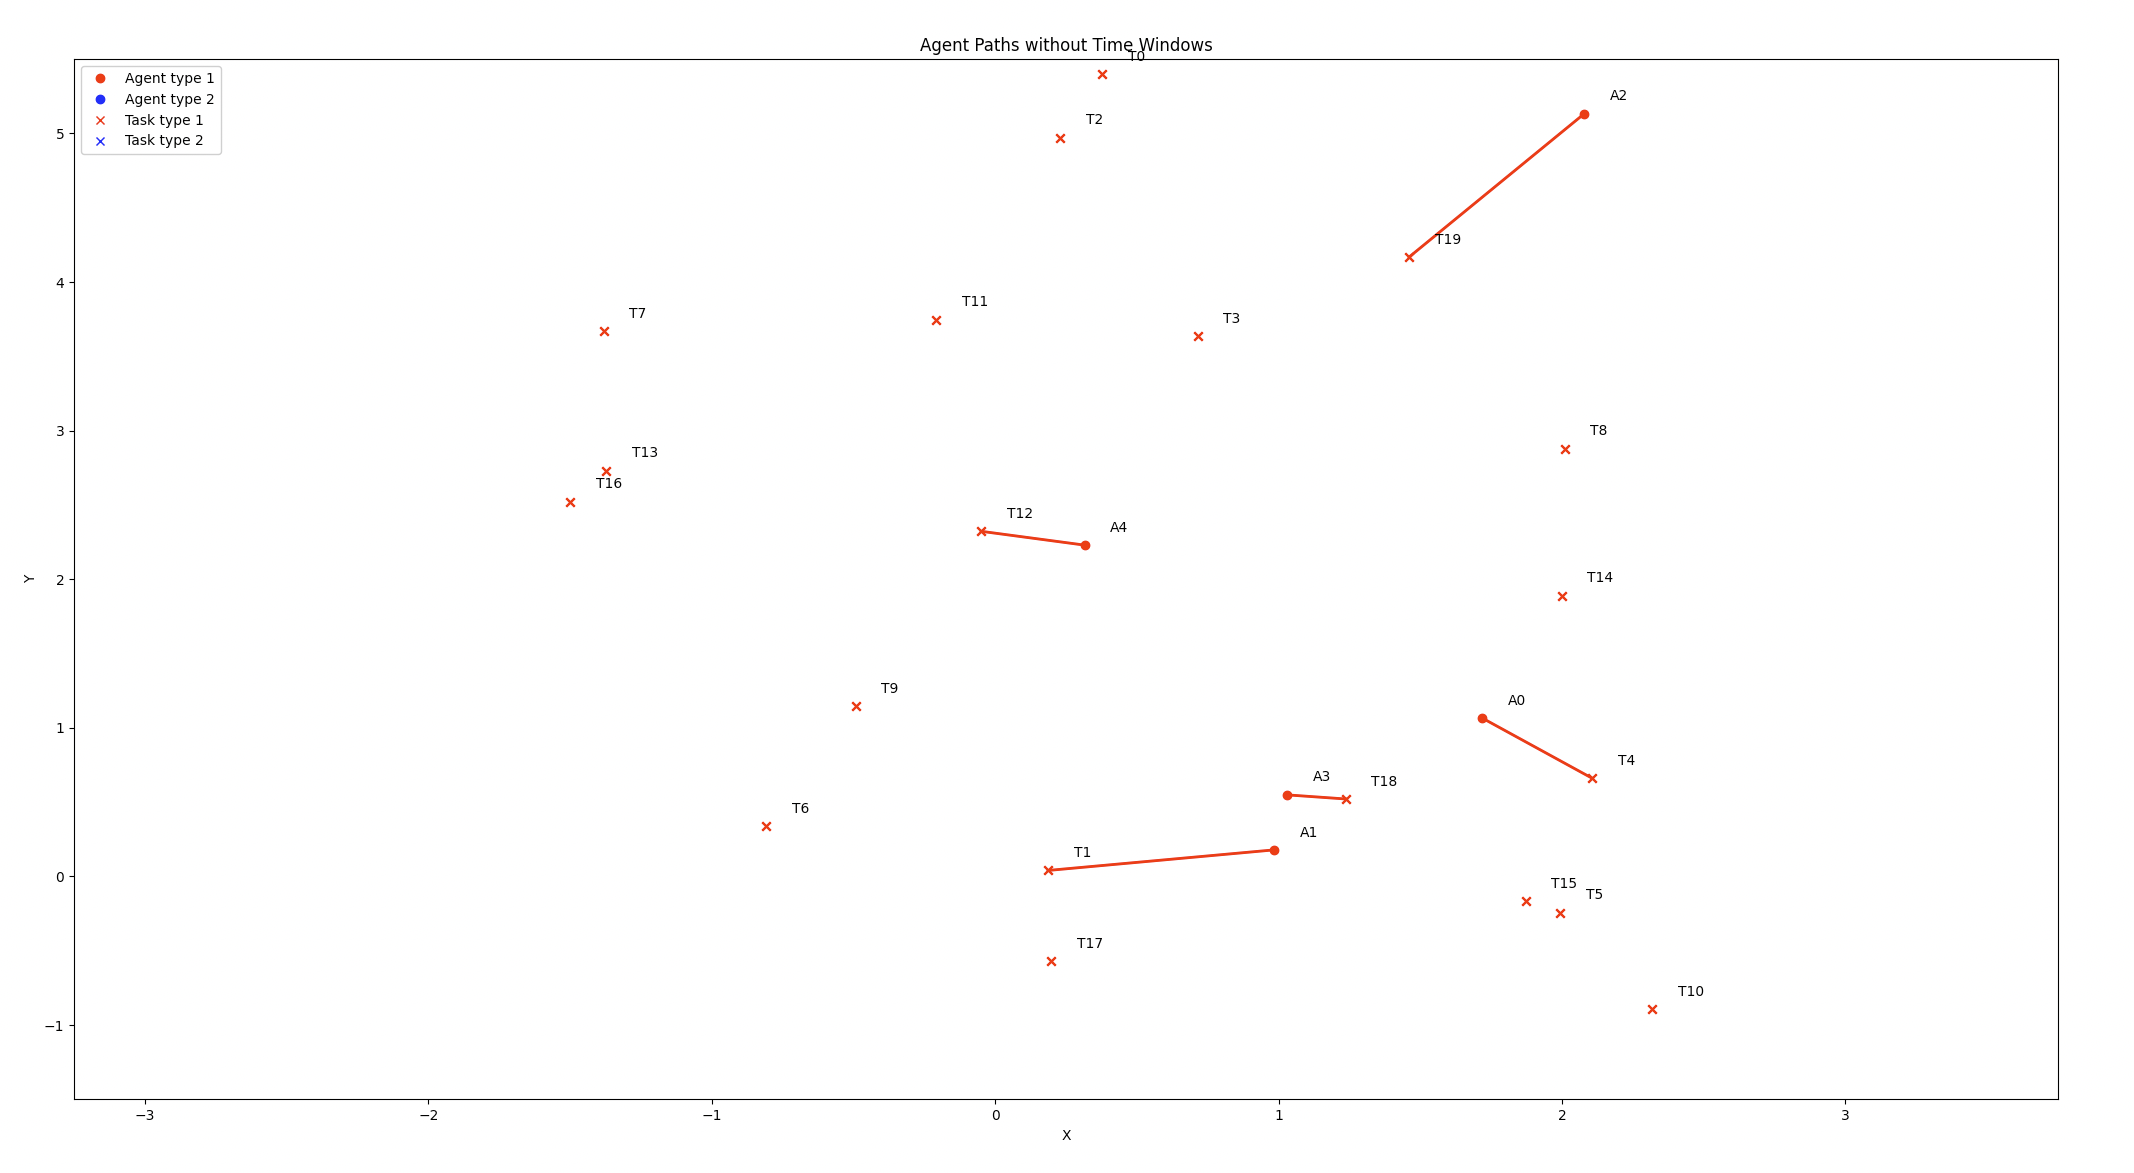 Agent Paths without Time Windows
T0
Agent type 1
Agent type 2
Task type 1
Task type 2
A2
T2
5
T19
4
T7
T11
T3
3
T8
T13
T16
T12
A4
2
T14
Y
T9
A0
1
T4
A3
T18
T6
A1
T1
0
T15
T5
T17
T10
−1
−3 −2 −1 0 1 2 3
X